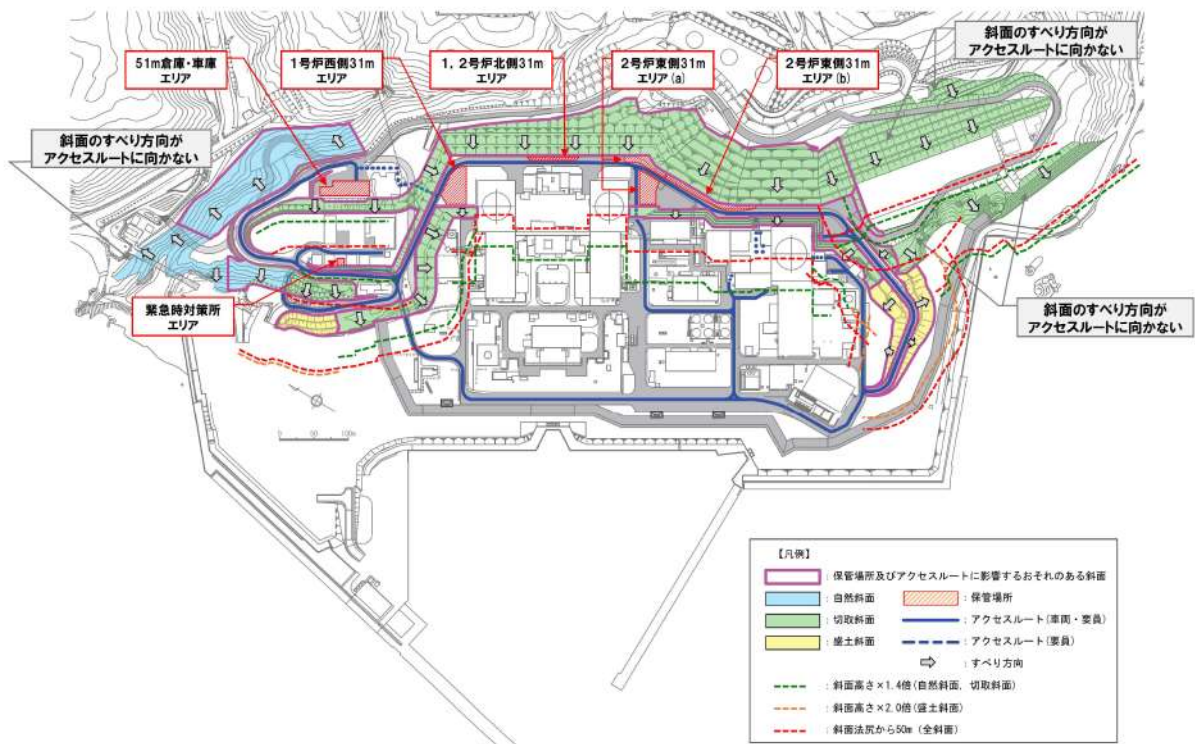 斜面のすべり方向が
アクセスルートに向かない
51m倉庫・車庫
エリア
1号炉西側31m
エリア
1，2号炉北側31m
エリア
2号炉東側31m
エリア(a)
2号炉東側31m
エリア(b)
斜面のすべり方向が
アクセスルートに向かない
緊急時対策所
エリア
斜面のすべり方向が
アクセスルートに向かない
0 50 100m
【凡例】
：保管場所及びアクセスルートに影響するおそれのある斜面
：自然斜面
：保管場所
：切取斜面
：アクセスルート(車両・要員)
：盛土斜面
：アクセスルート(要員)
：すべり方向
：斜面高さ×1.4倍(自然斜面，切取斜面)
：斜面高さ×2.0倍(盛土斜面)
：斜面法尻から50m（全斜面）